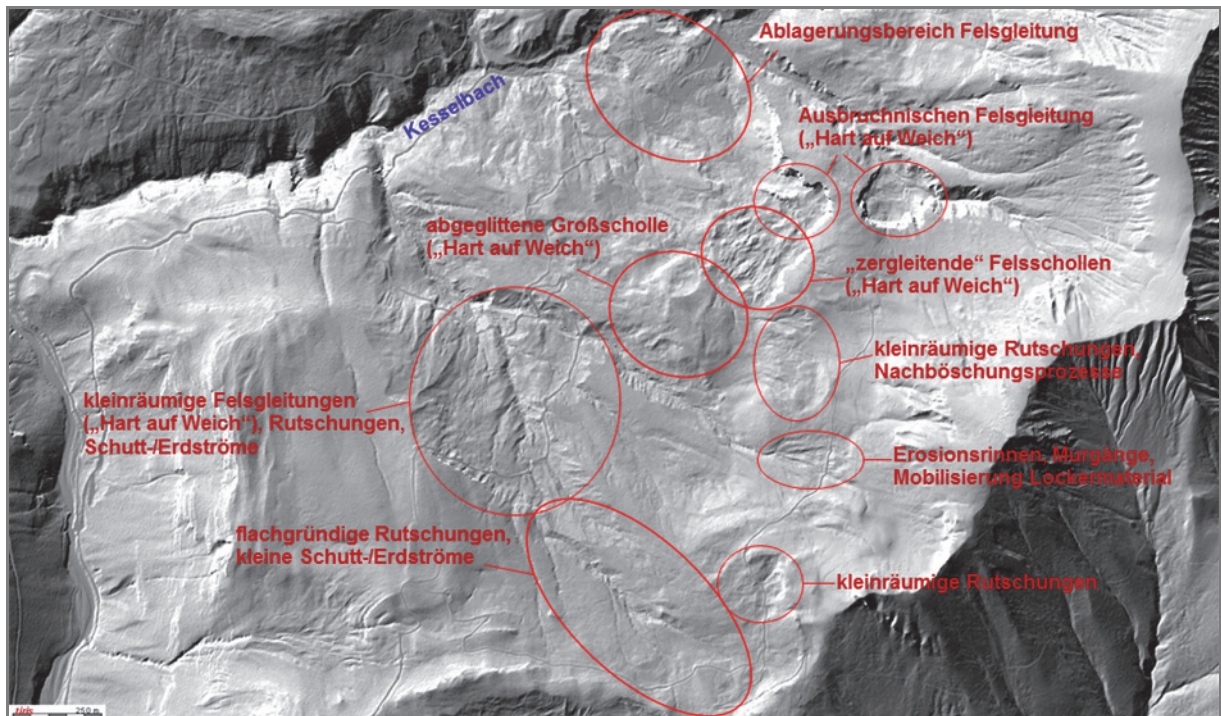 Ablagerungsbereich Felsgleitung
Kesselbach
Ausbruchnischen Felsgleitung
(„Hart auf Weich“)
abgeglittene Großscholle
(„Hart auf Weich“)
„zergleitende“ Felsschollen
(„Hart auf Weich“)
kleinräumige Rutschungen,
Nachböschungsprozesse
kleinräumige Felsgleitungen
(„Hart auf Weich“), Rutschungen,
Schutt-/Erdströme
Erosionsrinnen, Murgänge,
Mobilisierung Lockermaterial
flachgründige Rutschungen,
kleine Schutt-/Erdströme
kleinräumige Rutschungen
tiris 250 m